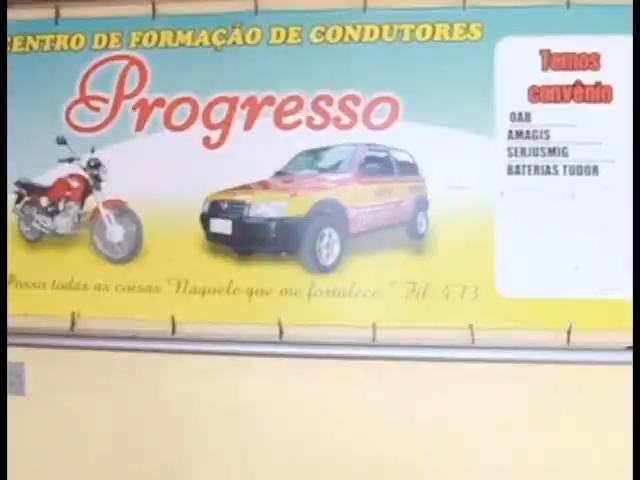 CENTRO DE FORMAÇÃO DE CONDUTORES
Progresso
Temos
convênio
OAB
AMAGIS
SERJUSMIG
BATERIAS TUDOR
Posso todas as coisas "Naquele que me fortalece." Fil. 4-13